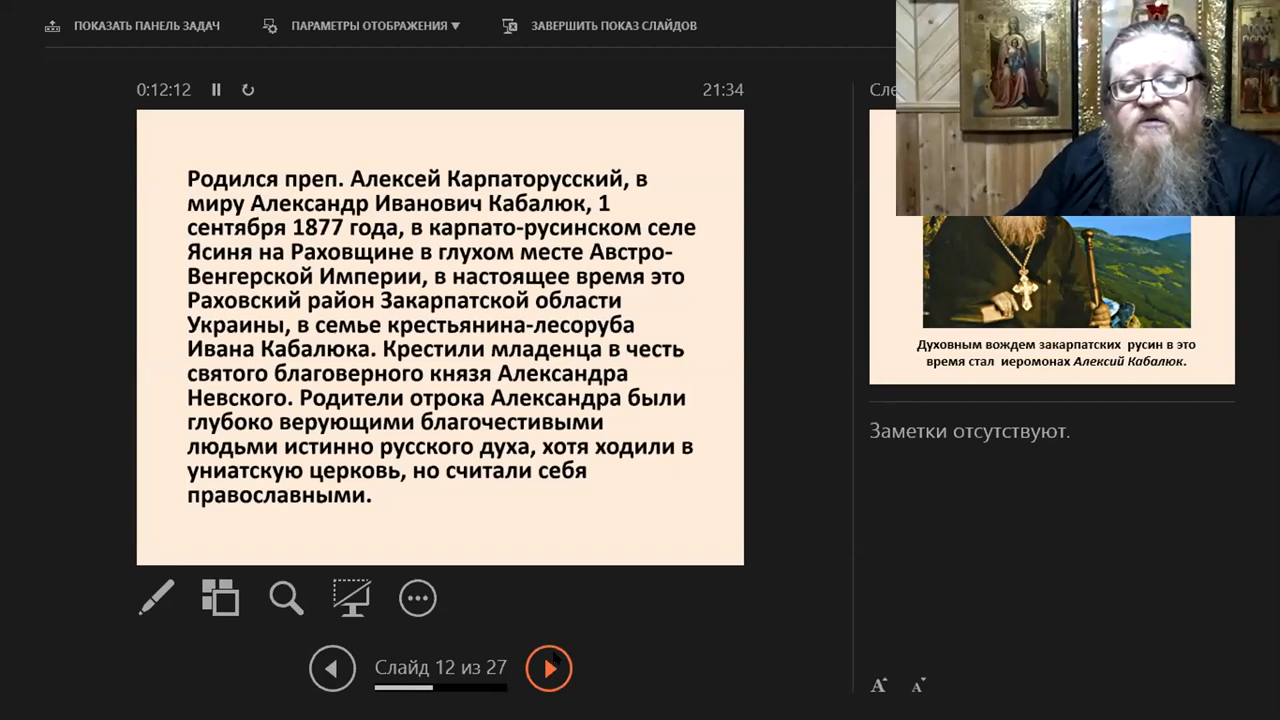 ПОКАЗАТЬ ПАНЕЛЬ ЗАДАЧ
ПАРАМЕТРЫ ОТОБРАЖЕНИЯ ▼
ЗАВЕРШИТЬ ПОКАЗ СЛАЙДОВ
0:12:12
21:34
Родился преп. Алексей Карпаторусский, в
миру Александр Иванович Кабалюк, 1
сентября 1877 года, в карпато-русинском селе
Ясиня на Раховщине в глухом месте Австро-
Венгерской Империи, в настоящее время это
Раховский район Закарпатской области
Украины, в семье крестьянина-лесоруба
Ивана Кабалюка. Крестили младенца в честь
святого благоверного князя Александра
Невского. Родители отрока Александра были
глубоко верующими благочестивыми
людьми истинно русского духа, хотя ходили в
униатскую церковь, но считали себя
православными.
Слайд 12 из 27
Духовным вождем закарпатских русин в это
время стал иеромонах Алексий Кабалюк.
Заметки отсутствуют.
A A